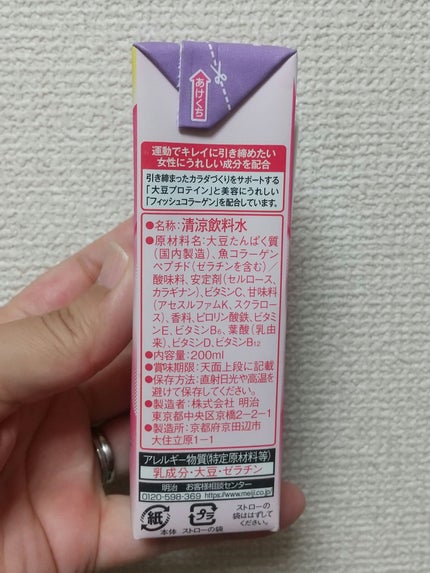 あけくち
運動でキレイに引き締めたい
女性にうれしい成分を配合
引き締まったカラダづくりをサポートする
「大豆プロテイン」と美容にうれしい
「フィッシュコラーゲン」を配合しています。
●名称:清涼飲料水
●原材料名:大豆たんぱく質
(国内製造)、魚コラーゲン
ペプチド(ゼラチンを含む)/
酸味料、安定剤(セルロース、
カラギナン)、ビタミンC、甘味料
(アセスルファムK、スクラロー
ス)、香料、ピロリン酸鉄、ビタミ
ンE、ビタミンB6、葉酸(乳由
来)、ビタミンD、ビタミンB12
●内容量:200ml
●賞味期限:天面上段に記載
●保存方法:直射日光や高温を
避けて保存してください。
●製造者:株式会社 明治
東京都中央区京橋2-2-1
●製造所:京都府京田辺市
大住立原1-1
アレルギー物質(特定原材料等)
乳成分・大豆・ゼラチン
明治 お客様相談センター
0120-598-369 https://www.meiji.co.jp/
紙 本体
プラ ストローの袋
ストローの
袋ははずして
ください。